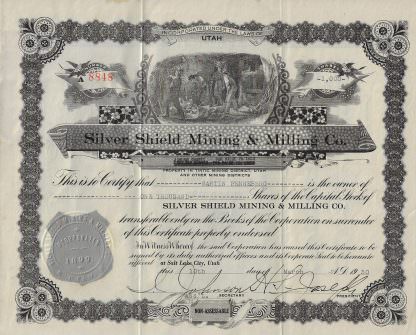 INCORPORATED UNDER THE LAWS OF
UTAH
A 8848
-1,000-
Silver Shield Mining & Milling Co.
PROPERTY IN TINTIC DISTRICT, UTAH
AND OTHER MINING DISTRICTS
This is to Certify that is the owner of
ONE THOUSAND Shares of the Capital Stock of
SILVER SHIELD MINING & MILLING CO.
transferable only on the Books of the Corporation on surrender
of this Certificate properly endorsed
In Witness Whereof the said Corporation has caused this Certificate to be
signed by its duly authorized officers and its Corporate Seal to be
affixed at Salt Lake City, Utah
this 10th day of March
SECRETARY
PRESIDENT
NON-ASSESSABLE